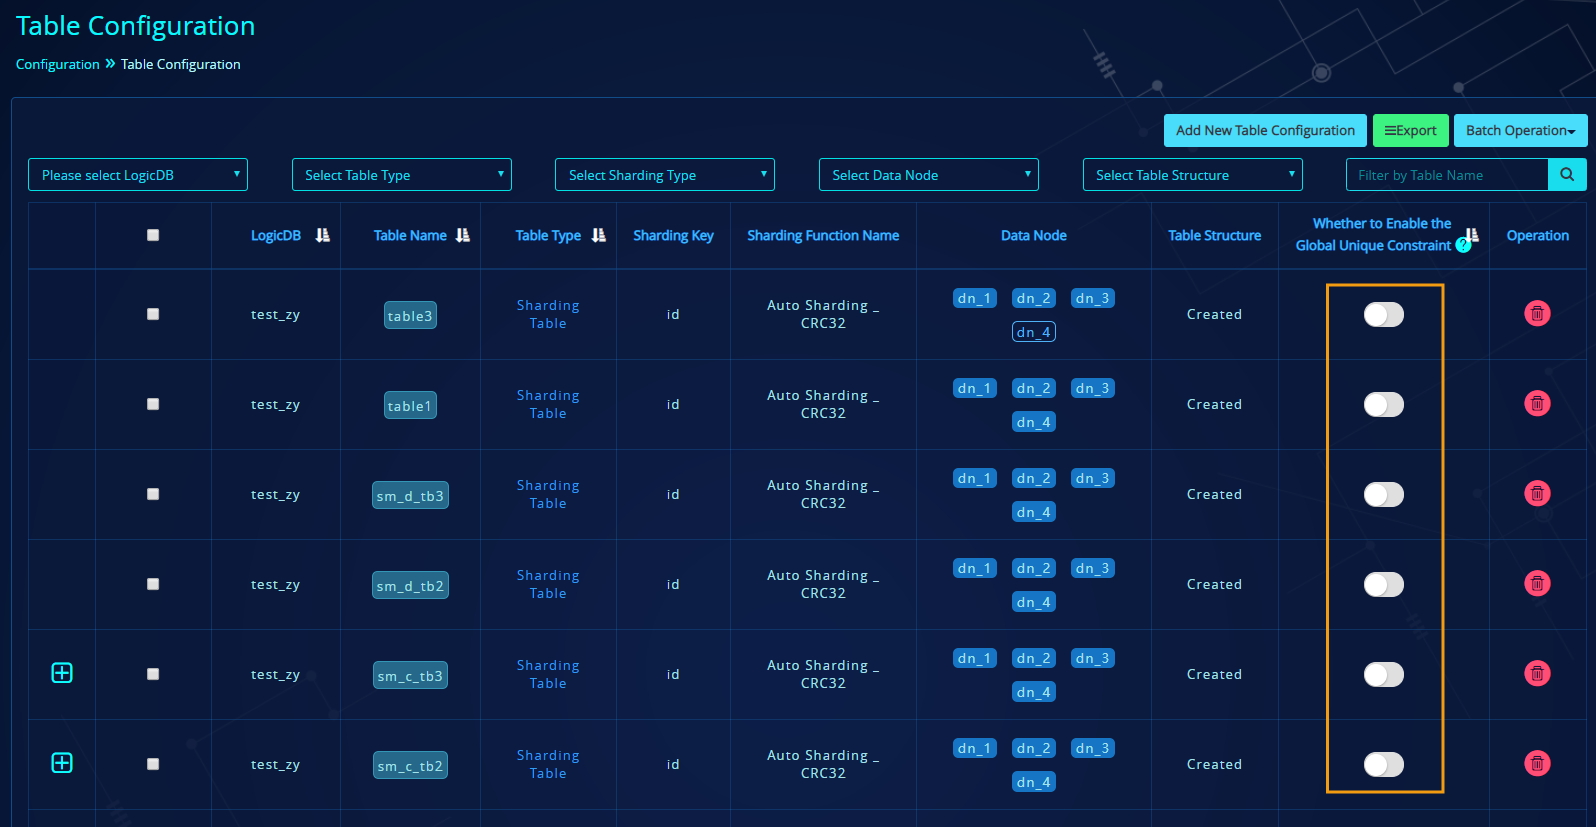 Table Configuration
Configuration » Table Configuration
Add New Table Configuration
Export
Batch Operation
Please select LogicDB
Select Table Type
Select Sharding Type
Select Data Node
Select Table Structure
Filter by Table Name
LogicDB
Table Name
Table Type
Sharding Key
Sharding Function Name
Data Node
Table Structure
Whether to Enable the
Global Unique Constraint ?
Operation
test_zy
table3
Sharding
Table
id
Auto Sharding _
CRC32
dn_1 dn_2 dn_3
dn_4
Created
test_zy
table1
Sharding
Table
id
Auto Sharding _
CRC32
dn_1 dn_2 dn_3
dn_4
Created
test_zy
sm_d_tb3
Sharding
Table
id
Auto Sharding _
CRC32
dn_1 dn_2 dn_3
dn_4
Created
test_zy
sm_d_tb2
Sharding
Table
id
Auto Sharding _
CRC32
dn_1 dn_2 dn_3
dn_4
Created
test_zy
sm_c_tb3
Sharding
Table
id
Auto Sharding _
CRC32
dn_1 dn_2 dn_3
dn_4
Created
test_zy
sm_c_tb2
Sharding
Table
id
Auto Sharding _
CRC32
dn_1 dn_2 dn_3
dn_4
Created